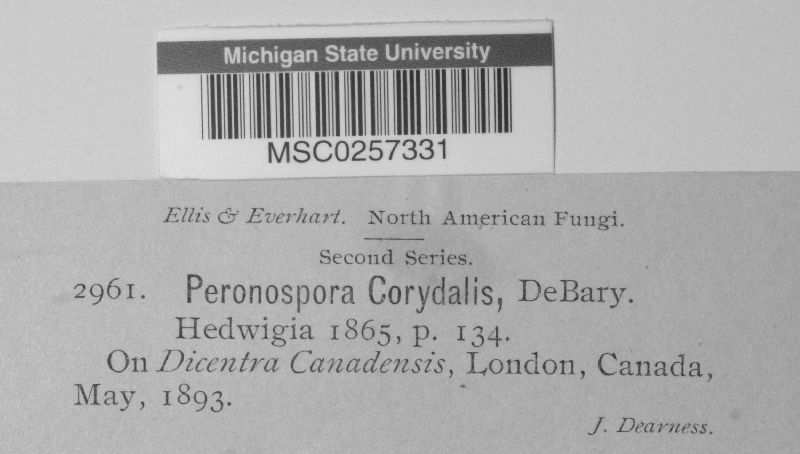 Michigan State University
MSC0257331
Ellis & Everhart. North American Fungi.
Second Series.
2961. Peronospora Corydalis, DeBary.
Hedwigia 1865, p. 134.
On Dicentra Canadensis, London, Canada,
May, 1893.
J. Dearness.